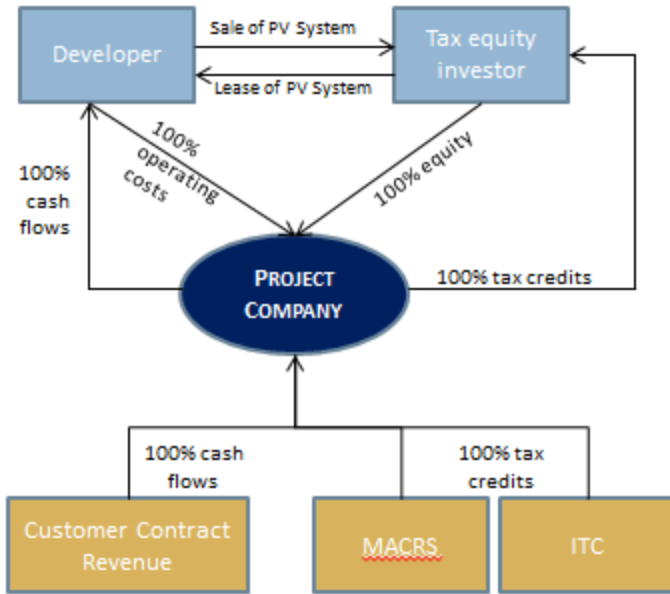 Developer
Sale of PV System
Tax equity
investor
Lease of PV System
100%
operating
costs
100% equity
100%
cash
flows
PROJECT
COMPANY
100% tax credits
100% cash
flows
100% tax
credits
Customer Contract
Revenue
MACRS
ITC